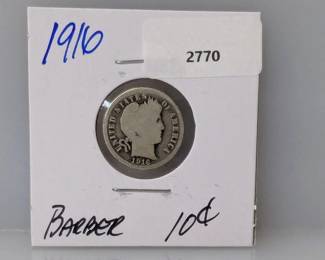 1916
2770
UNITED STATES OF AMERICA
1916
BARBER 10¢